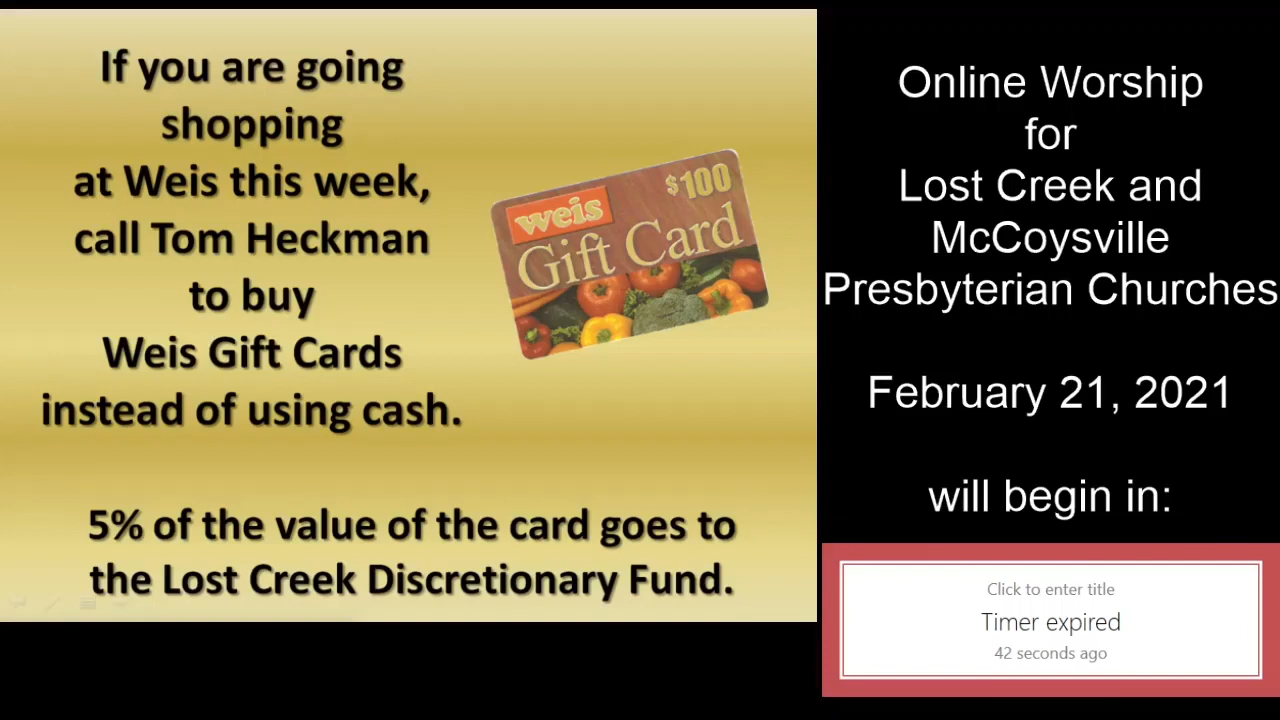 If you are going
shopping
at Weis this week,
call Tom Heckman
to buy
Weis Gift Cards
instead of using cash.
5% of the value of the card goes to
the Lost Creek Discretionary Fund.
$100
weis
Gift Card
Online Worship
for
Lost Creek and
McCoysville
Presbyterian Churches
February 21, 2021
will begin in:
Click to enter title
Timer expired
42 seconds ago